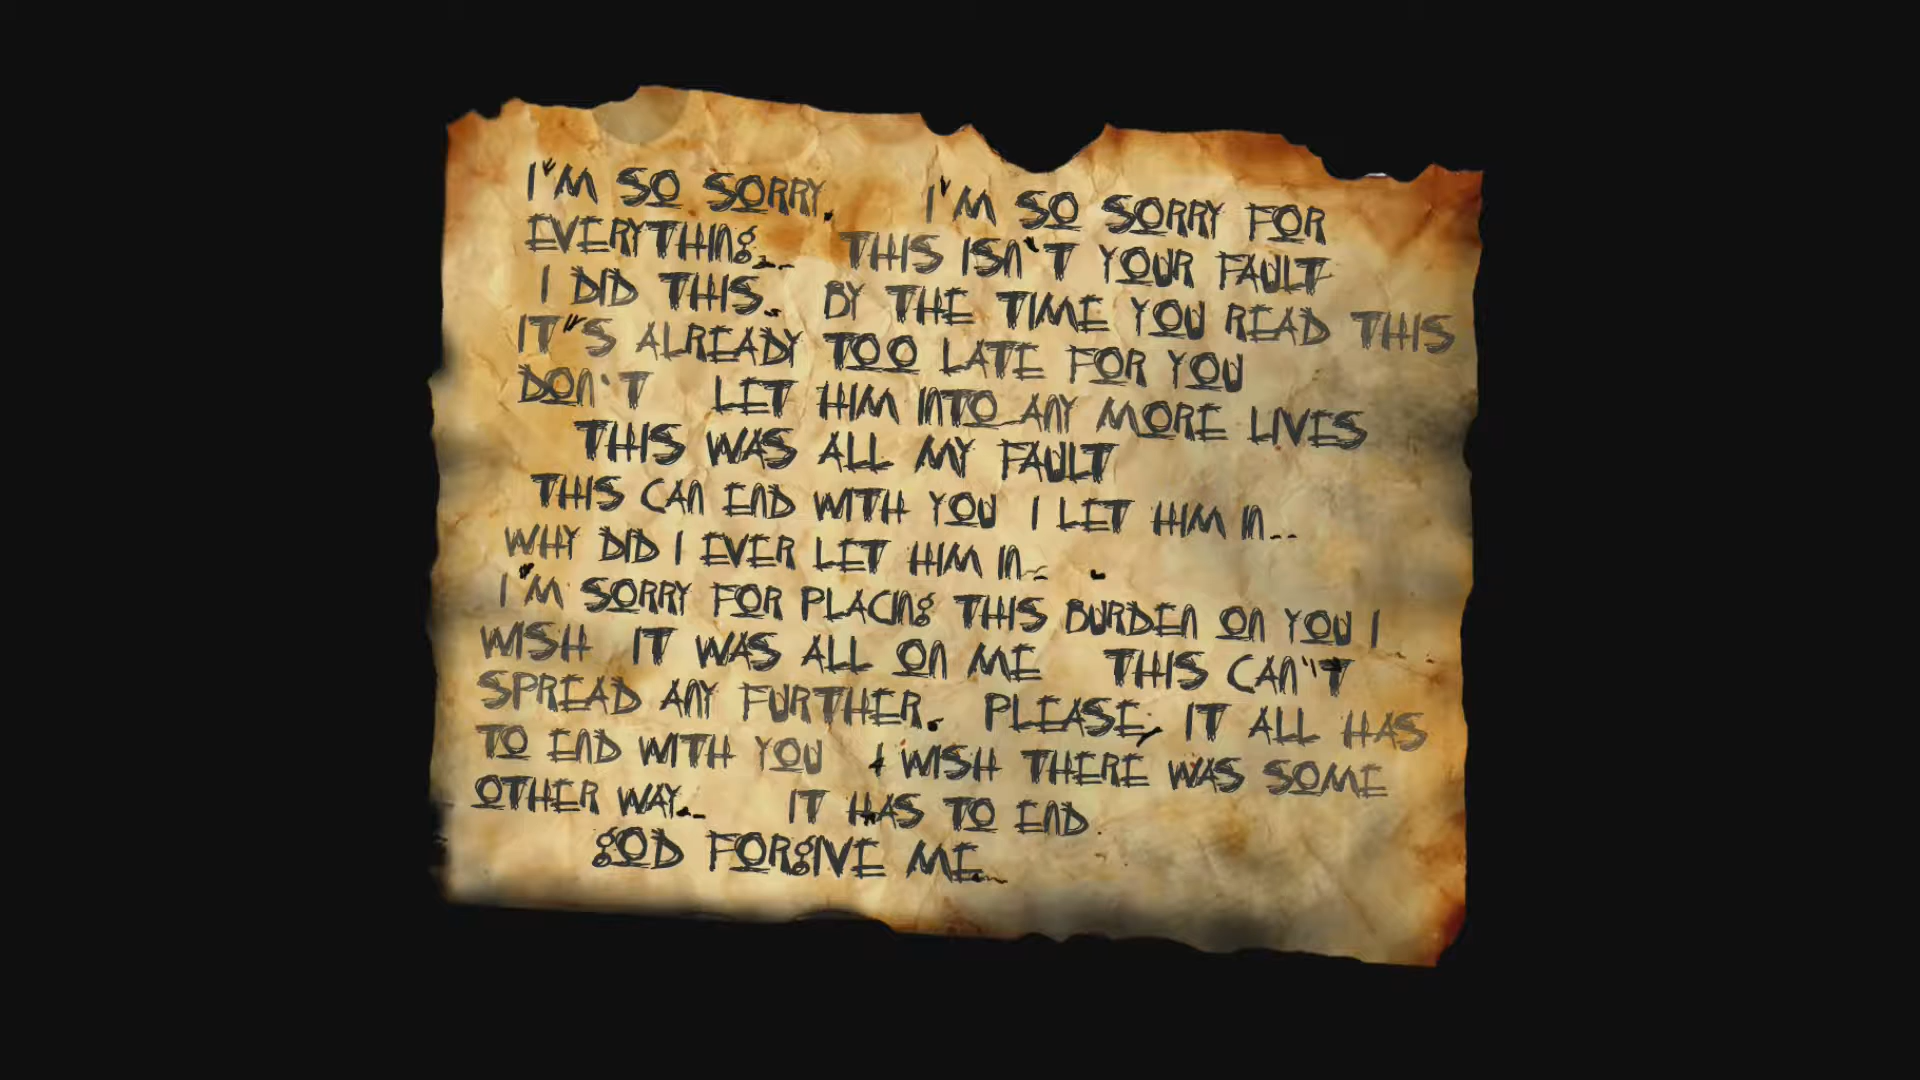 I'M SO SORRY. I'M SO SORRY FOR
EVERYTHING... THIS ISN'T YOUR FAULT
I DID THIS.. BY THE TIME YOU READ THIS
IT"S ALREADY TOO LATE FOR YOU
DON'T LET HIM INTO ANY MORE LIVES
THIS WAS ALL MY FAULT
THIS CAN END WITH YOU I LET HIM IN..
WHY DID I EVER LET HIM IN..
I'M SORRY FOR PLACING THIS BURDEN ON YOU I
WISH IT WAS ALL ON ME THIS CAN'T
SPREAD ANY FURTHER. PLEASE, IT ALL HAS
TO END WITH YOU I WISH THERE WAS SOME
OTHER WAY.. IT HAS TO END.
GOD FORGIVE ME...